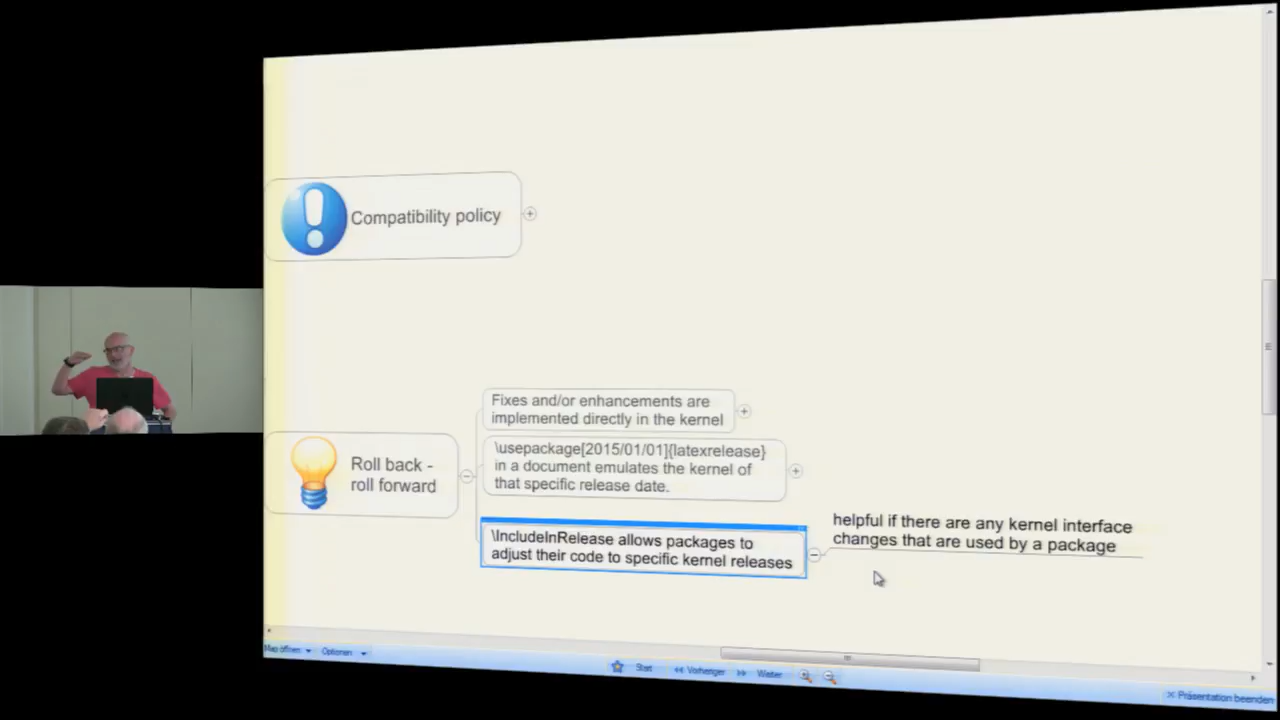 Compatibility policy
Fixes and/or enhancements are
implemented directly in the kernel
Roll back -
roll forward
\usepackage[2015/01/01]{latexrelease}
in a document emulates the kernel of
that specific release date.
\IncludeInRelease allows packages to
adjust their code to specific kernel releases
helpful if there are any kernel interface
changes that are used by a package
Map öffnen
Optionen
Start
Vorheriger
Weiter
Präsentation beenden